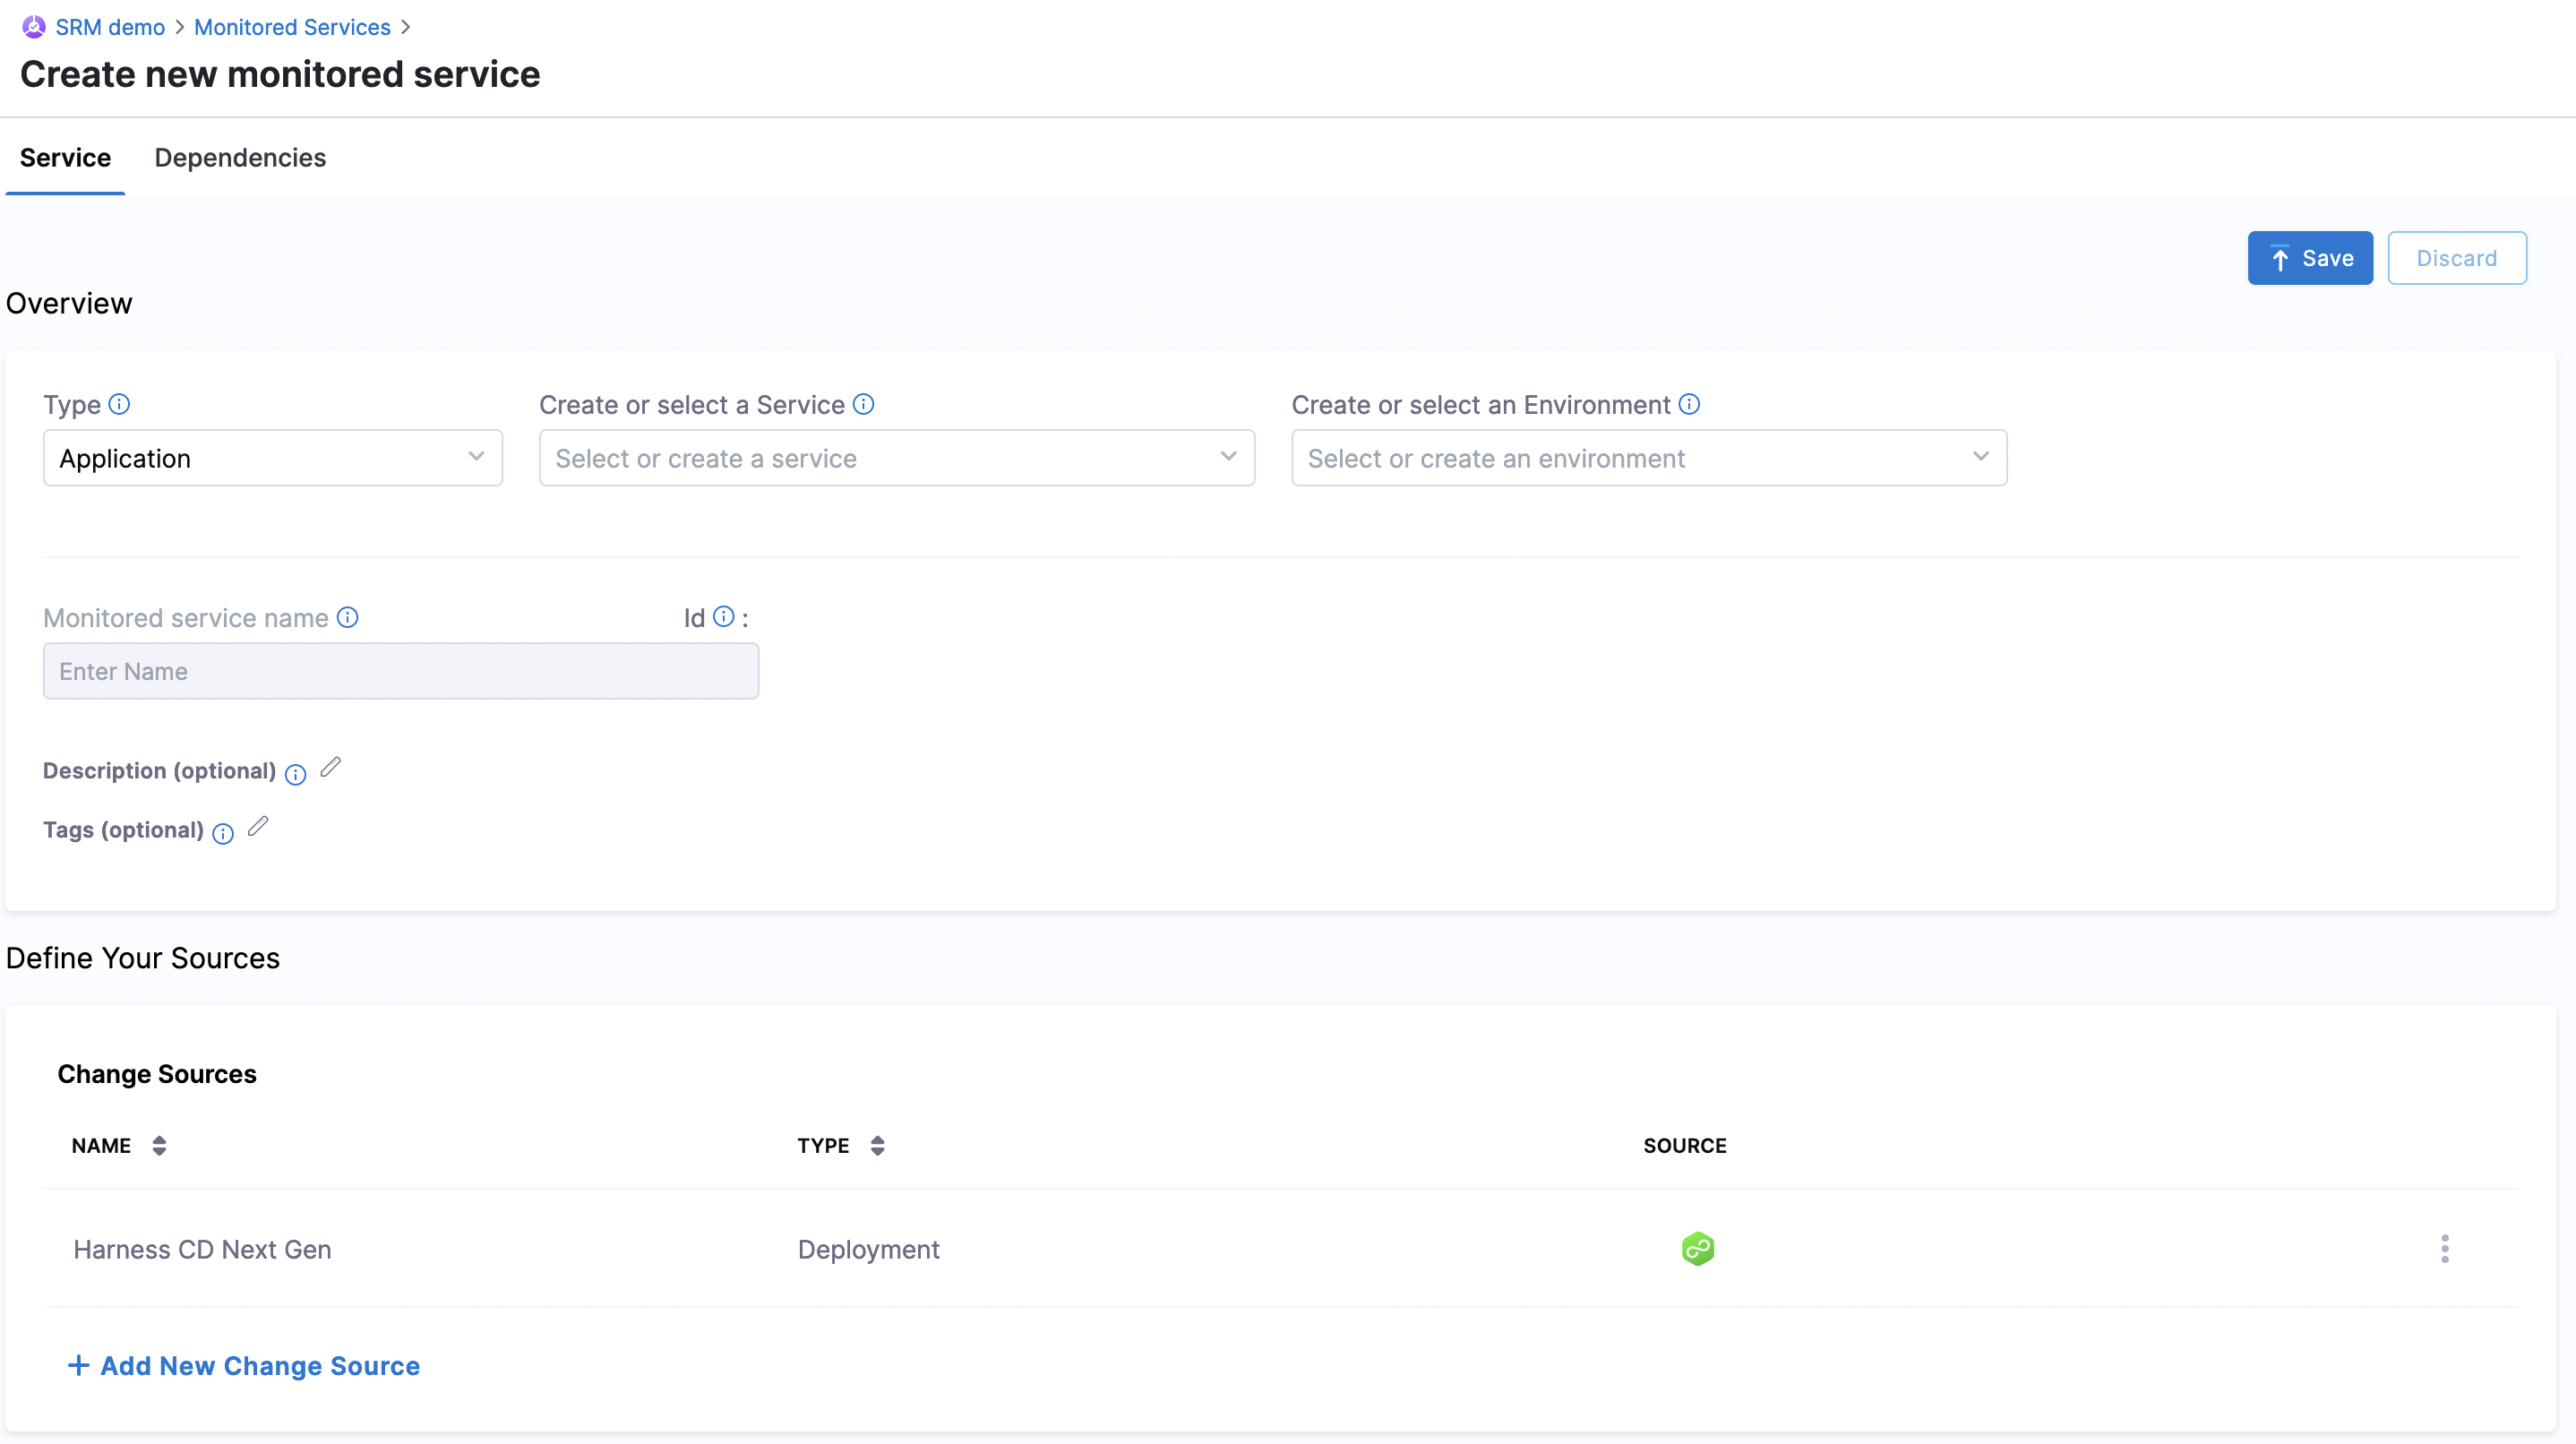 SRM demo > Monitored Services >
Create new monitored service
Service Dependencies
Save Discard
Overview
Type Create or select a Service Create or select an Environment
Application Select or create a service Select or create an environment
Monitored service name Id :
Enter Name
Description (optional)
Tags (optional)
Define Your Sources
Change Sources
NAME TYPE SOURCE
Harness CD Next Gen Deployment
+ Add New Change Source